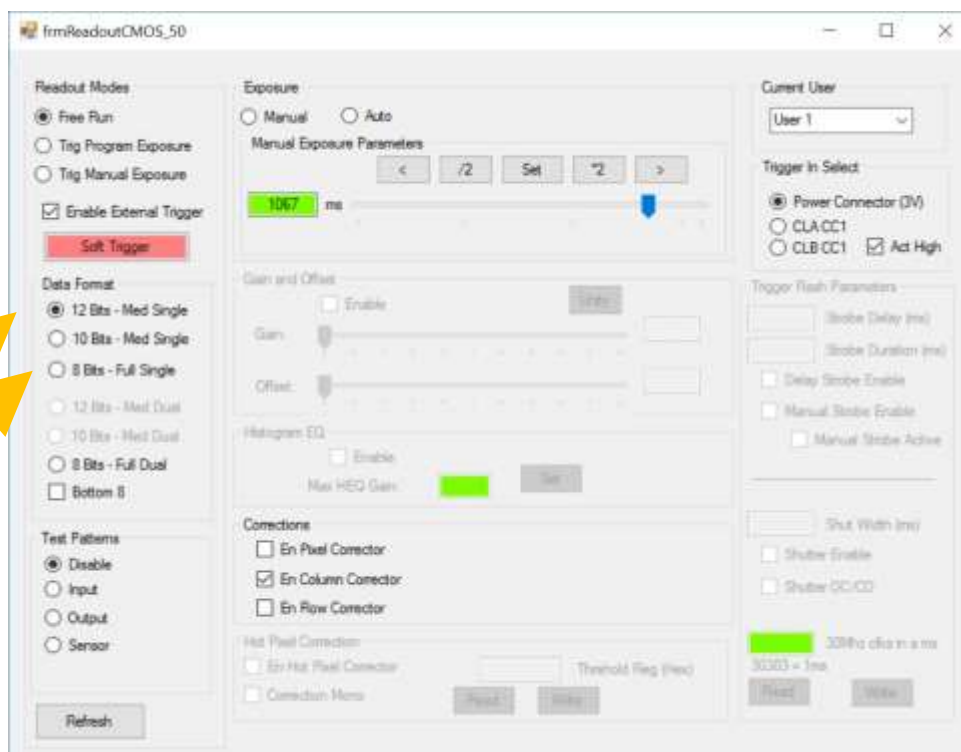 frmReadoutCMOS_50
Readout Modes
Free Run
Trig Program Exposure
Trig Manual Exposure
Enable External Trigger
Soft Trigger
Data Format
12 Bits - Med Single
10 Bits - Med Single
8 Bits - Full Single
12 Bits - Med Dual
10 Bits - Med Dual
8 Bits - Full Dual
Bottom 8
Test Patterns
Disable
Input
Output
Sensor
Refresh
Exposure
Manual Auto
Manual Exposure Parameters
< /2 Set *2 >
1067 ms
Gain and Offset
Enable
Gain
Offset
Histogram EQ
Enable
Max HEQ Gain Set
Corrections
En Pixel Corrector
En Column Corrector
En Row Corrector
Hot Pixel Correction
En Hot Pixel Corrector Threshold Reg (Hex)
Correction Mono Read Write
Current User
User 1
Trigger In Select
Power Connector (3V)
CLA CC1
CLB CC1 Act High
Trigger Flash Parameters
Strobe Delay (ms)
Strobe Duration (ms)
Delay Strobe Enable
Manual Strobe Enable
Manual Strobe Active
Shut Width (ms)
Shutter Enable
Shutter OC/CO
30Mhz clks in a ms
30303 = 1ms
Read Write